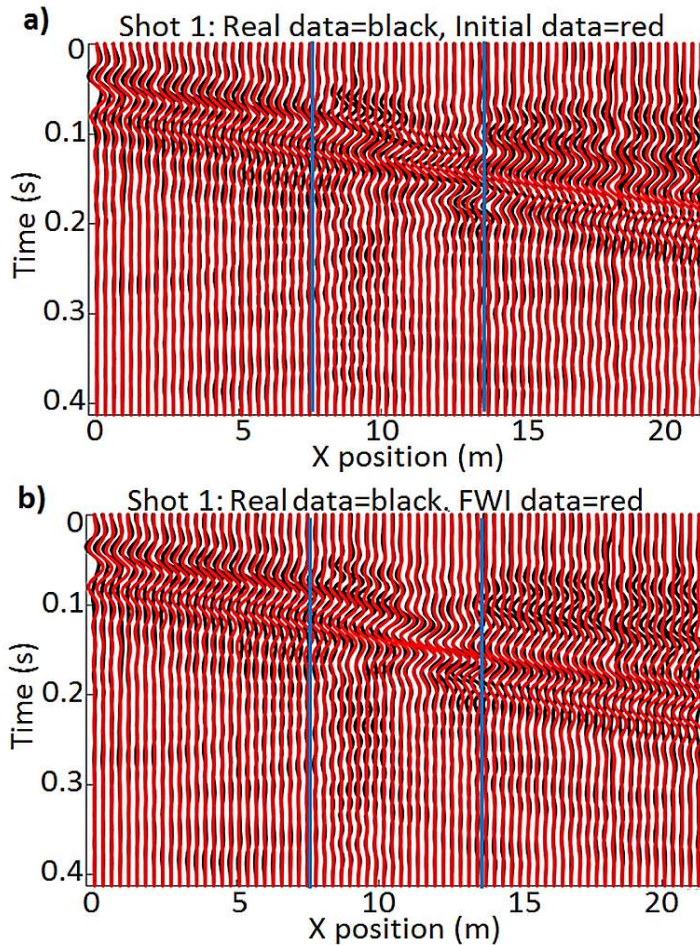 a)
Shot 1: Real data=black, Initial data=red
0
0.1
0.2
0.3
0.4
Time (s)
0 5 10 15 20
X position (m)
b)
Shot 1: Real data=black. FWI data=red
0
0.1
0.2
0.3
0.4
Time (s)
0 5 10 15 20
X position (m)